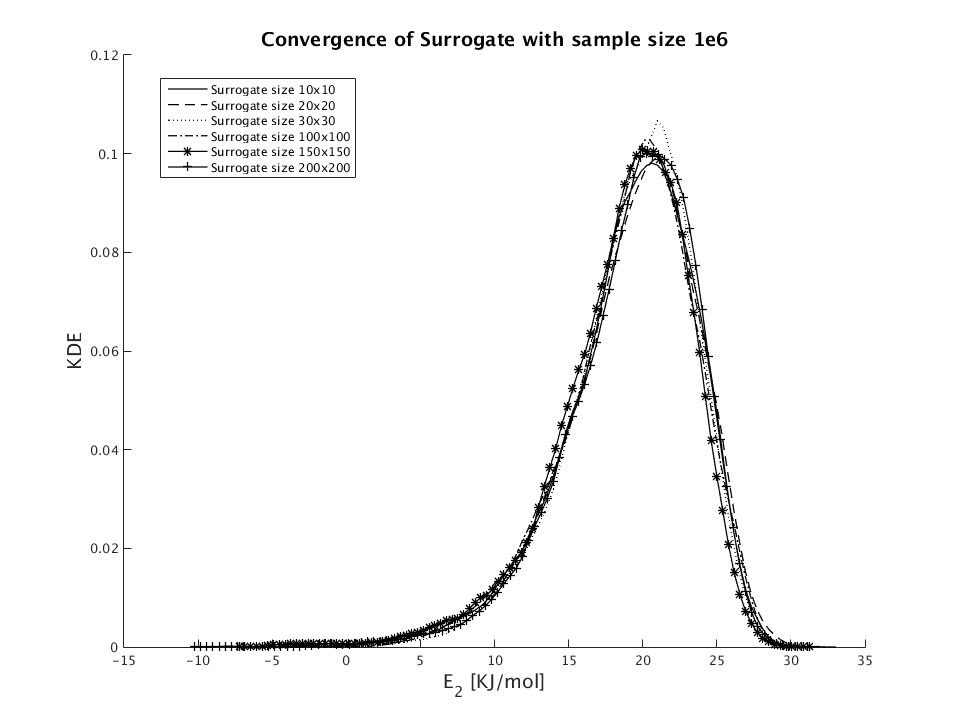 Convergence of Surrogate with sample size 1e6
0.12
Surrogate size 10x10
Surrogate size 20x20
Surrogate size 30x30
Surrogate size 100x100
Surrogate size 150x150
Surrogate size 200x200
0.1
0.08
0.06
0.04
0.02
0
KDE
-15 -10 -5 0 5 10 15 20 25 30 35
E2 [KJ/mol]